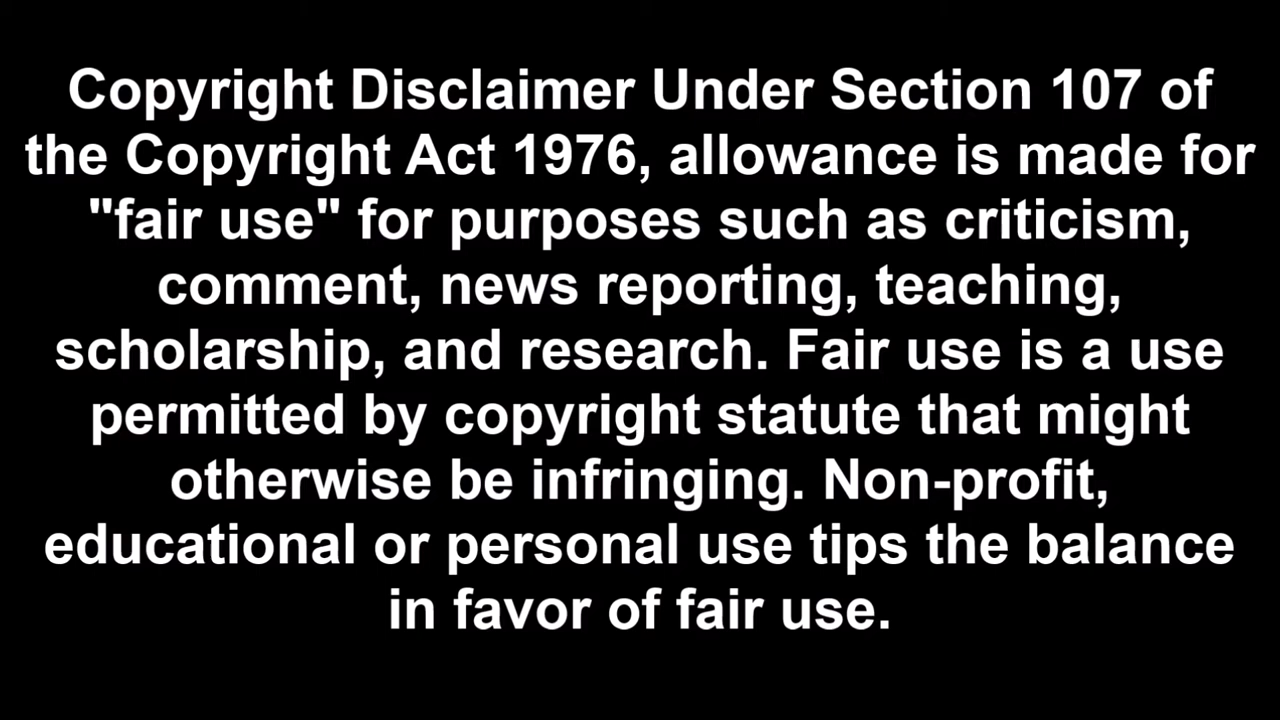 Copyright Disclaimer Under Section 107 of
the Copyright Act 1976, allowance is made for
"fair use" for purposes such as criticism,
comment, news reporting, teaching,
scholarship, and research. Fair use is a use
permitted by copyright statute that might
otherwise be infringing. Non-profit,
educational or personal use tips the balance
in favor of fair use.